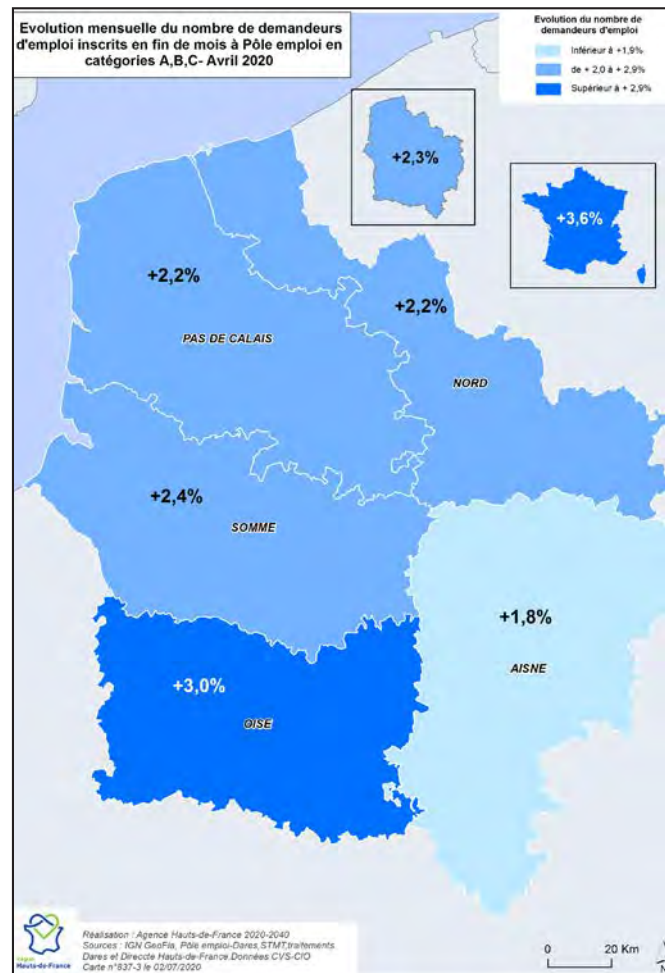 Evolution mensuelle du nombre de demandeurs
d'emploi inscrits en fin de mois à Pôle emploi en
catégories A,B,C- Avril 2020
Evolution du nombre de
demandeurs d'emploi
Inférieur à +1,9%
de + 2,0 à + 2,9%
Supérieur à + 2,9%
+2,3%
+3,6%
+2,2%
PAS DE CALAIS
+2,2%
NORD
+2,4%
SOMME
+1,8%
AISNE
+3,0%
OISE
Région
Hauts-de-France
Réalisation : Agence Hauts-de-France 2020-2040
Sources : IGN GeoFla, Pôle emploi-Dares,STMT,traitements
Dares et Direccte Hauts-de-France.Données CVS-CJO
Carte n°837-3 le 02/07/2020
0 20 Km
N